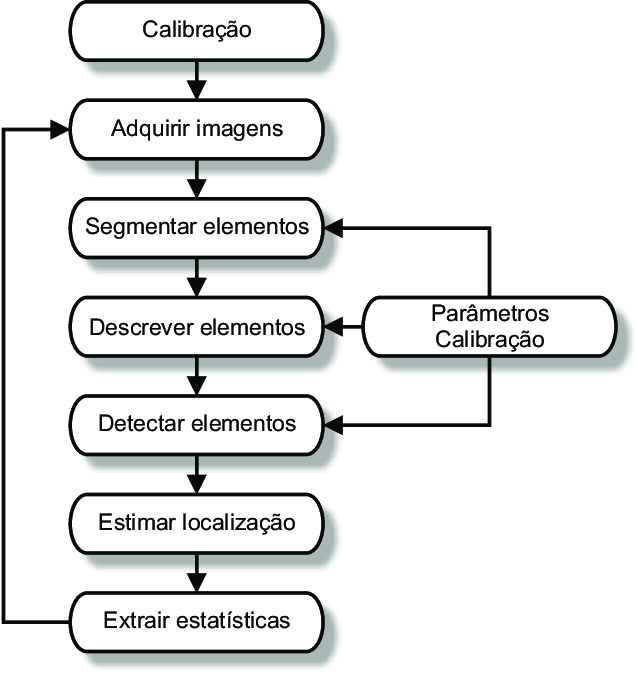 Calibração
Adquirir imagens
Segmentar elementos
Descrever elementos
Parâmetros
Calibração
Detectar elementos
Estimar localização
Extrair estatísticas